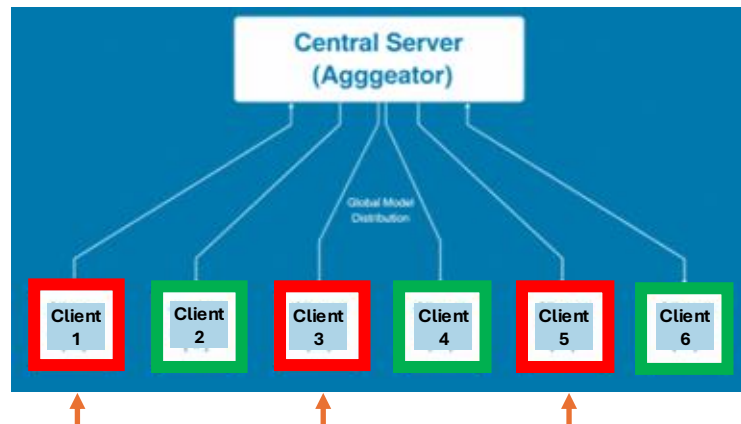 Central Server
(Agggeator)
Global Model
Distribution
Client
1
Client
2
Client
3
Client
4
Client
5
Client
6